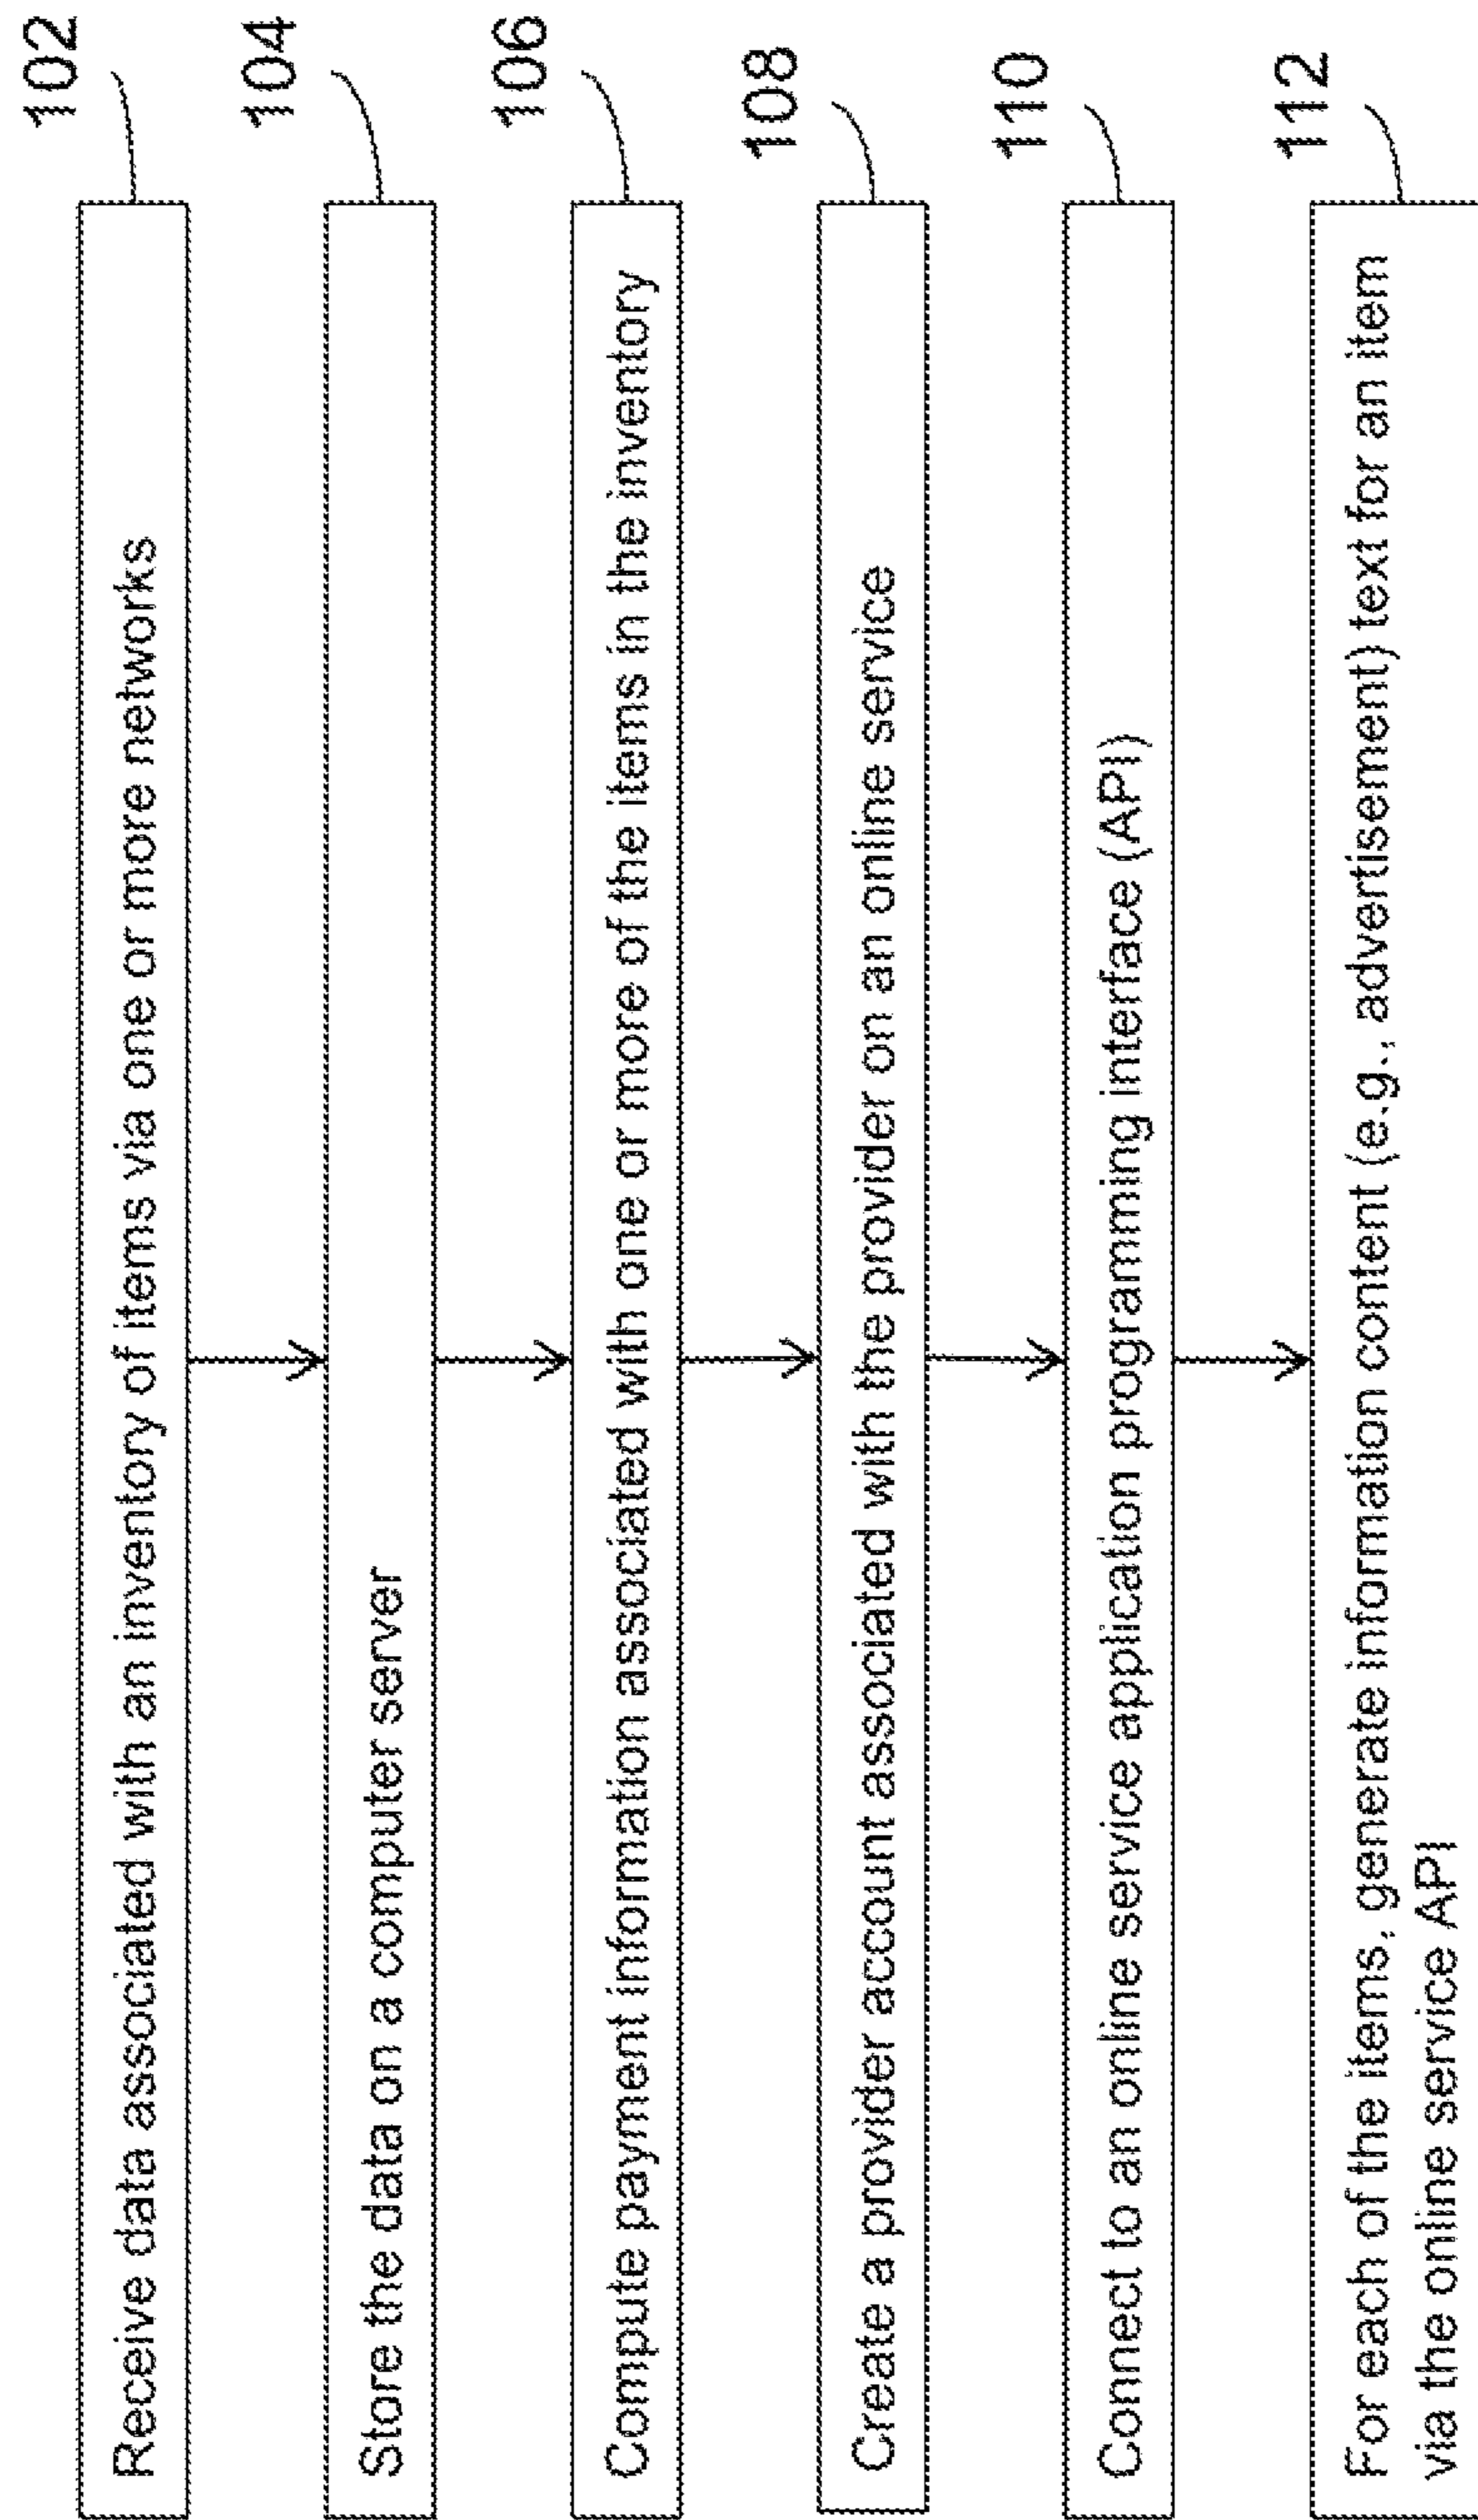 102
Receive data associated with an inventory of items via one or more networks
104
Store the data on a computer server
106
Compute payment information associated with one or more of the items in the inventory
108
Create a provider account associated with the provider on an online service
110
Connect to an online service application programming interface (API)
112
For each of the items, generate information content (e.g., advertisement) text for an item
via the online service API